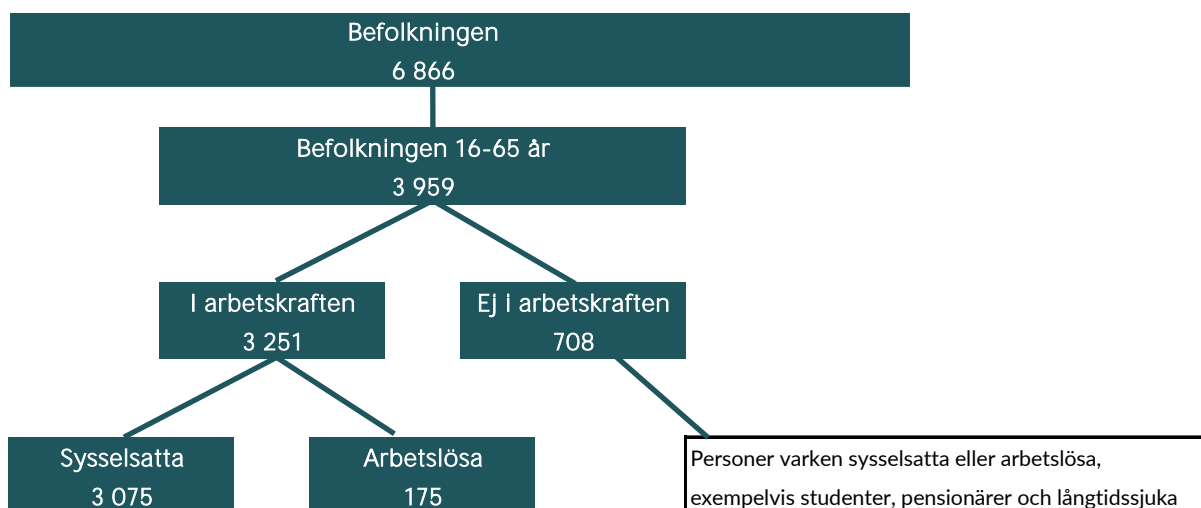 Befolkningen
6 866
Befolkningen 16-65 år
3 959
I arbetskraften
3 251
Ej i arbetskraften
708
Sysselsatta
3 075
Arbetslösa
175
Personer varken sysselsatta eller arbetslösa,
exempelvis studenter, pensionärer och långtidssjuka